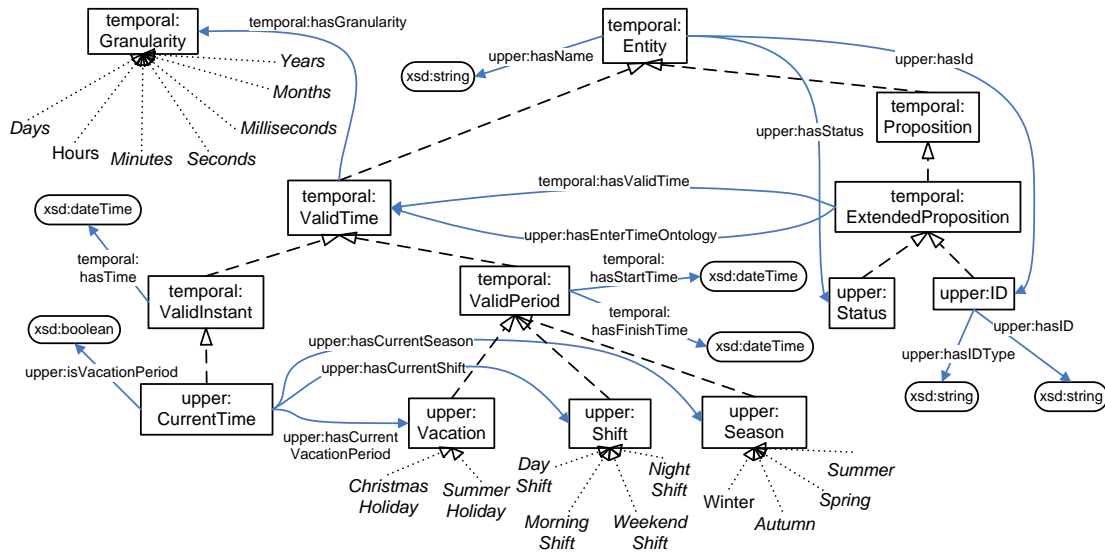 temporal:
Granularity
temporal:hasGranularity
temporal:
Entity
upper:hasName
xsd:string
upper:hasId
Years
Months
Days
Milliseconds
Hours
Minutes
Seconds
upper:hasStatus
temporal:
Proposition
temporal:
ValidTime
temporal:hasValidTime
upper:hasEnterTimeOntology
temporal:
ExtendedProposition
xsd:dateTime
temporal:
hasTime
temporal:
ValidInstant
temporal:
ValidPeriod
temporal:
hasStartTime
xsd:dateTime
temporal:
hasFinishTime
xsd:dateTime
upper:
Status
upper:ID
upper:hasID
upper:hasIDType
xsd:string
xsd:string
xsd:boolean
upper:isVacationPeriod
upper:hasCurrentSeason
upper:hasCurrentShift
upper:
CurrentTime
upper:hasCurrent
VacationPeriod
upper:
Vacation
upper:
Shift
upper:
Season
Christmas
Holiday
Summer
Holiday
Day
Shift
Night
Shift
Morning
Shift
Weekend
Shift
Winter
Autumn
Spring
Summer